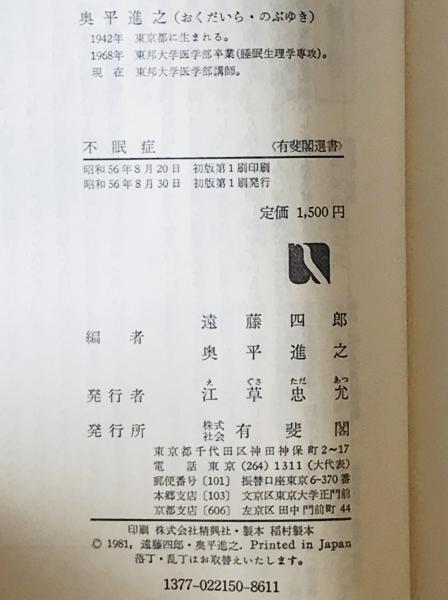 奥平進之(おくだいら・のぶゆき)
1942年 東京都に生まれる。
1968年 東邦大学医学部卒業(睡眠生理学専攻)。
現 在 東邦大学医学部講師。
不眠症 〈有斐閣選書〉
昭和56年8月20日 初版第1刷印刷
昭和56年8月30日 初版第1刷発行
定価 1,500円
編者 遠藤四郎
奥平進之
え ぐさ ただ あつ
発行者 江草忠允
発行所 株式会社 有斐閣
東京都千代田区神田神保町2~17
電 話 東京(264)1311(大代表)
郵便番号〔101〕 振替口座東京6-370番
本郷支店〔103〕 文京区東京大学正門前
京都支店〔606〕 左京区田中門前町44
印刷 株式会社精興社・製本 稲村製本
© 1981, 遠藤四郎・奥平進之. Printed in Japan
落丁・乱丁はお取替えいたします。
1377-022150-8611